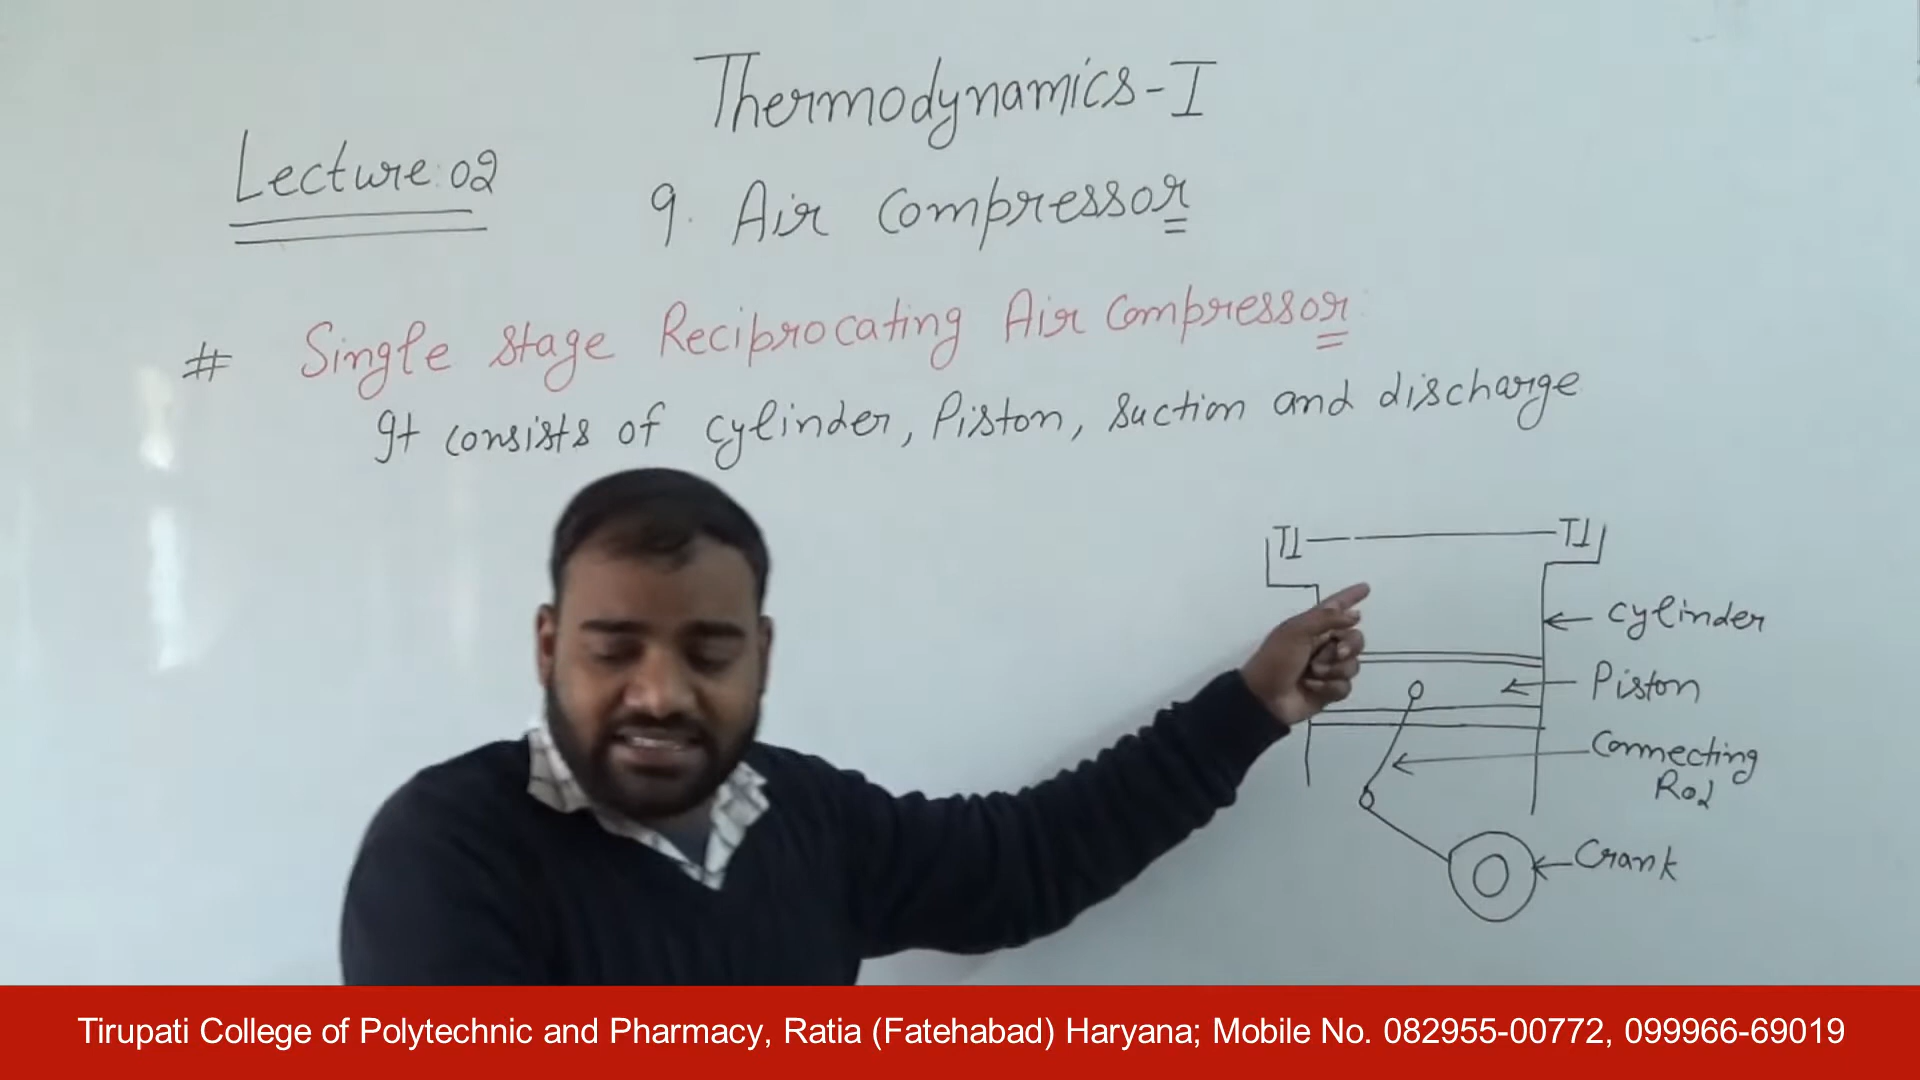 Thermodynamics-I
Lecture:02
9. Air Compressor
# Single Stage Reciprocating Air Compressor:
It consists of cylinder, Piston, Suction and discharge
Cylinder
Piston
Connecting
Rod
Crank
Tirupati College of Polytechnic and Pharmacy, Ratia (Fatehabad) Haryana; Mobile No. 082955-00772, 099966-69019